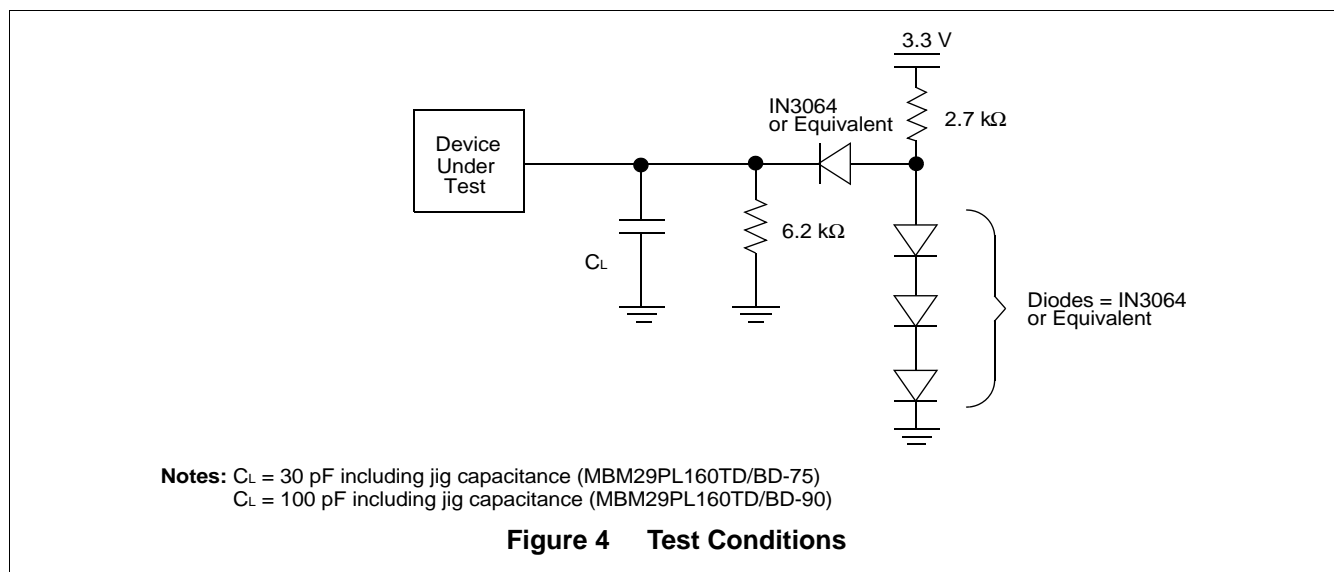 3.3 V
IN3064
or Equivalent
2.7 kΩ
Device
Under
Test
6.2 kΩ
CL
Diodes = IN3064
or Equivalent
Notes: CL = 30 pF including jig capacitance (MBM29PL160TD/BD-75)
CL = 100 pF including jig capacitance (MBM29PL160TD/BD-90)
Figure 4 Test Conditions